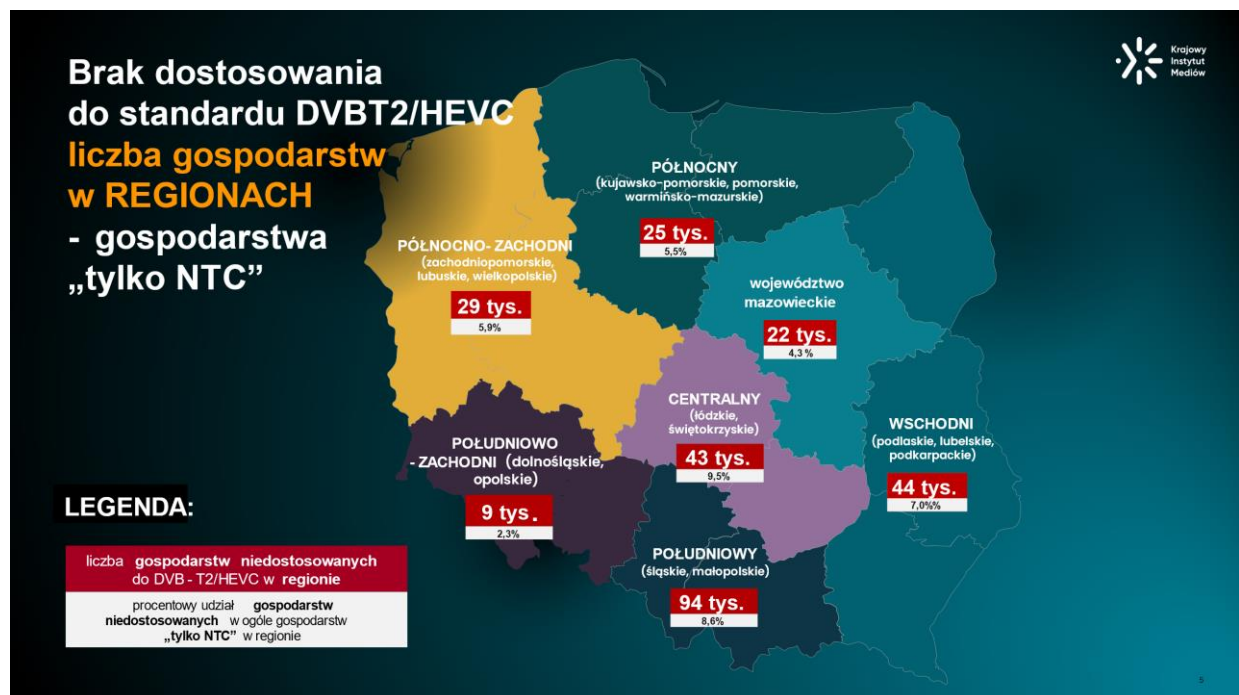 Brak dostosowania
do standardu DVBT2/HEVC
liczba gospodarstw
w REGIONACH
- gospodarstwa
„tylko NTC”
Krajowy
Instytut
Mediów
PÓŁNOCNY
(kujawsko-pomorskie, pomorskie,
warmińsko-mazurskie)
25 tys.
5,5%
PÓŁNOCNO- ZACHODNI
(zachodniopomorskie,
lubuskie, wielkopolskie)
29 tys.
5,9%
województwo
mazowieckie
22 tys.
4,3 %
CENTRALNY
(łódzkie,
świętokrzyskie)
43 tys.
9,5%
WSCHODNI
(podlaskie, lubelskie,
podkarpackie)
44 tys.
7,0%%
POŁUDNIOWO
- ZACHODNI (dolnośląskie,
opolskie)
9 tys.
2,3%
POŁUDNIOWY
(śląskie, małopolskie)
94 tys.
8,6%
LEGENDA:
liczba gospodarstw niedostosowanych
do DVB - T2/HEVC w regionie
procentowy udział gospodarstw
niedostosowanych w ogóle gospodarstw
„tylko NTC” w regionie
5